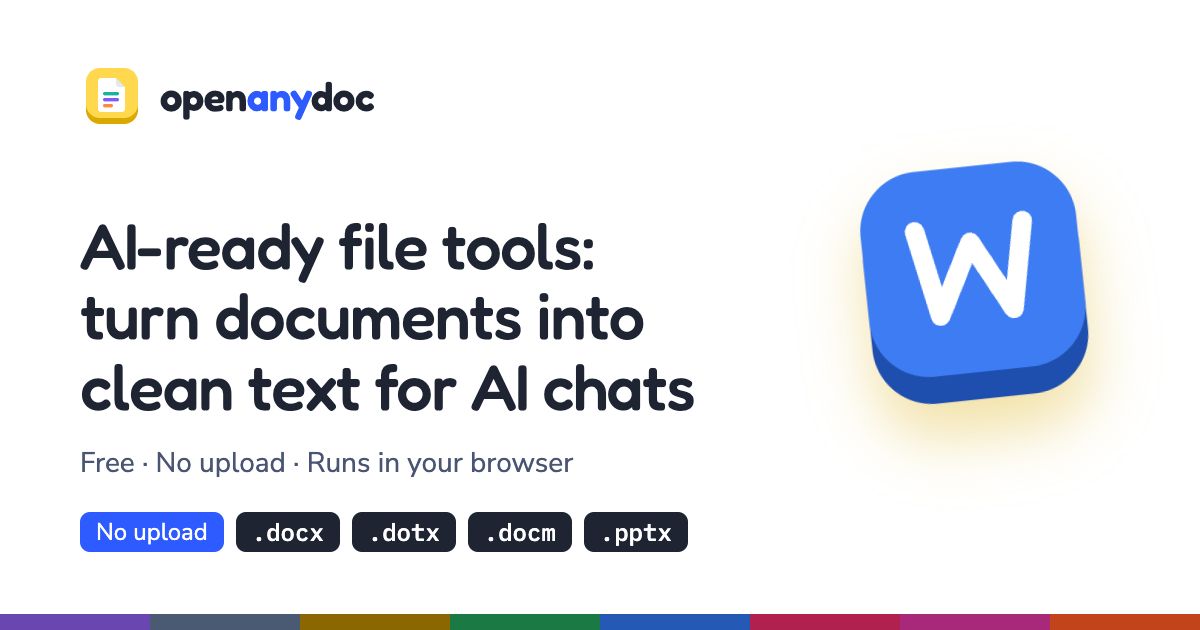 openanydoc
AI-ready file tools:
turn documents into
clean text for AI chats
W
Free · No upload · Runs in your browser
No upload
.docx
.dotx
.docm
.pptx